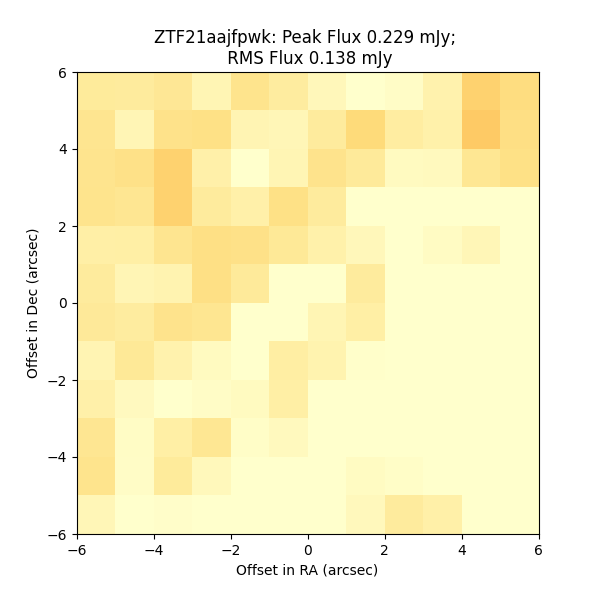 ZTF21aajfpwk: Peak Flux 0.229 mJy;
RMS Flux 0.138 mJy
6
4
2
0
−2
−4
−6
Offset in Dec (arcsec)
−6 −4 −2 0 2 4 6
Offset in RA (arcsec)